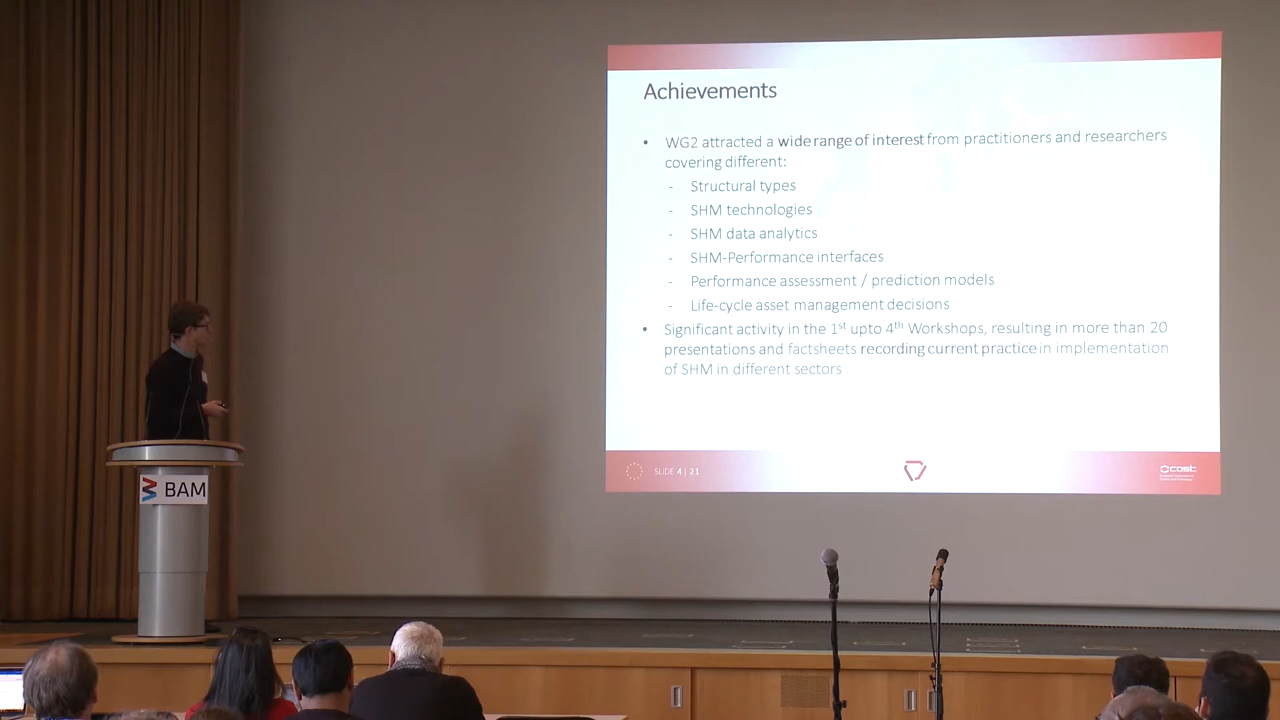 Achievements
• WG2 attracted a wide range of interest from practitioners and researchers
covering different:
- Structural types
- SHM technologies
- SHM data analytics
- SHM-Performance interfaces
- Performance assessment / prediction models
- Life-cycle asset management decisions
• Significant activity in the 1st upto 4th Workshops, resulting in more than 20
presentations and factsheets recording current practice in implementation
of SHM in different sectors
SLIDE 4 | 21
cost
BAM